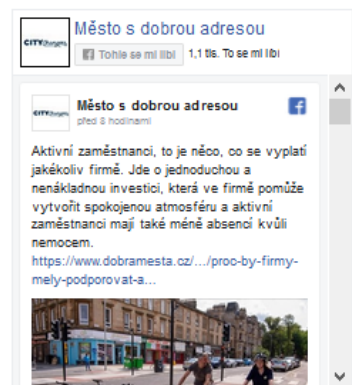 Město s dobrou adresou
Tohle se mi líbí
1,1 tis. To se mi líbí
Město s dobrou adresou
před 8 hodinami
Aktivní zaměstnanci, to je něco, co se vyplatí
jakékoliv firmě. Jde o jednoduchou a
nenákladnou investici, která ve firmě pomůže
vytvořit spokojenou atmosféru a aktivní
zaměstnanci mají také méně absencí kvůli
nemocem.
https://www.dobramesta.cz/.../proc-by-firmy-
mely-podporovat-a...